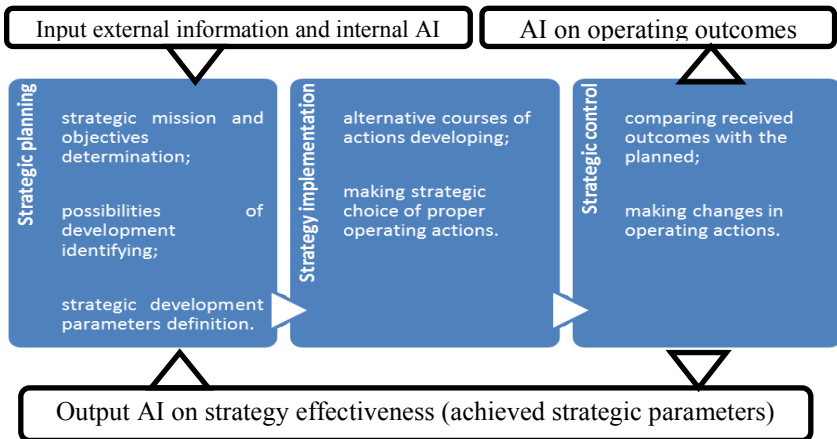 Input external information and internal AI
AI on operating outcomes
Strategic planning
strategic mission and
objectives
determination;
possibilities of
development
identifying;
strategic development
parameters definition.
Strategy implementation
alternative courses of
actions developing;
making strategic
choice of proper
operating actions.
Strategic control
comparing received
outcomes with the
planned;
making changes in
operating actions.
Output AI on strategy effectiveness (achieved strategic parameters)